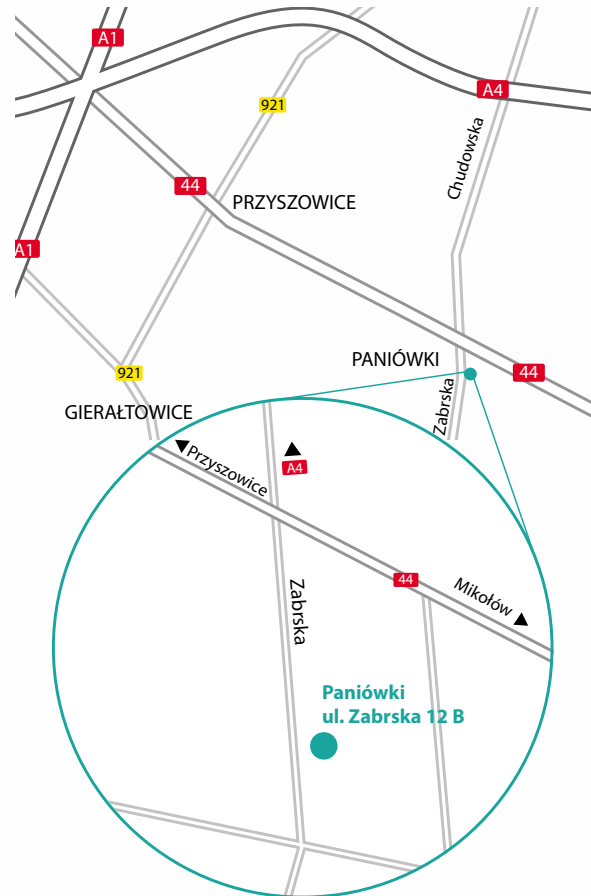 A1
A4
921
Chudowska
44
PRZYSZOWICE
A1
PANIÓWKI
921
44
Zabrska
GIERAŁTOWICE
Przyszowice
A4
44
Mikołów
Zabrska
Paniówki
ul. Zabrska 12 B